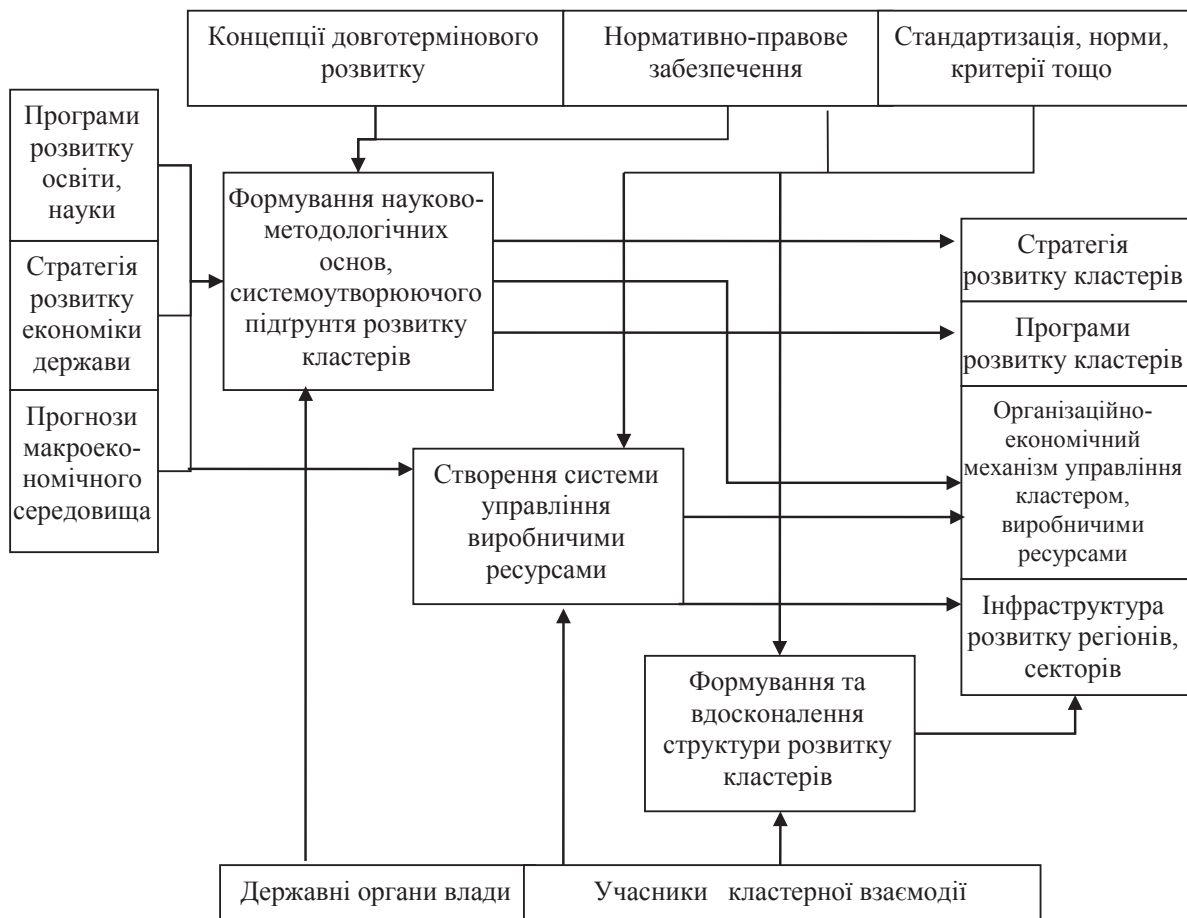 Концепції довготермінового
розвитку
Нормативно-правове
забезпечення
Стандартизація, норми,
критерії тощо
Програми
розвитку
освіти,
науки
Стратегія
розвитку
економіки
держави
Прогнози
макроеко-
номічного
середовища
Формування науково-
методологічних
основ,
системоутворюючого
підґрунтя розвитку
кластерів
Створення системи
управління
виробничими
ресурсами
Формування та
вдосконалення
структури розвитку
кластерів
Стратегія
розвитку кластерів
Програми
розвитку кластерів
Організаційно-
економічний
механізм управління
кластером,
виробничими
ресурсами
Інфраструктура
розвитку регіонів,
секторів
Державні органи влади
Учасники кластерної взаємодії